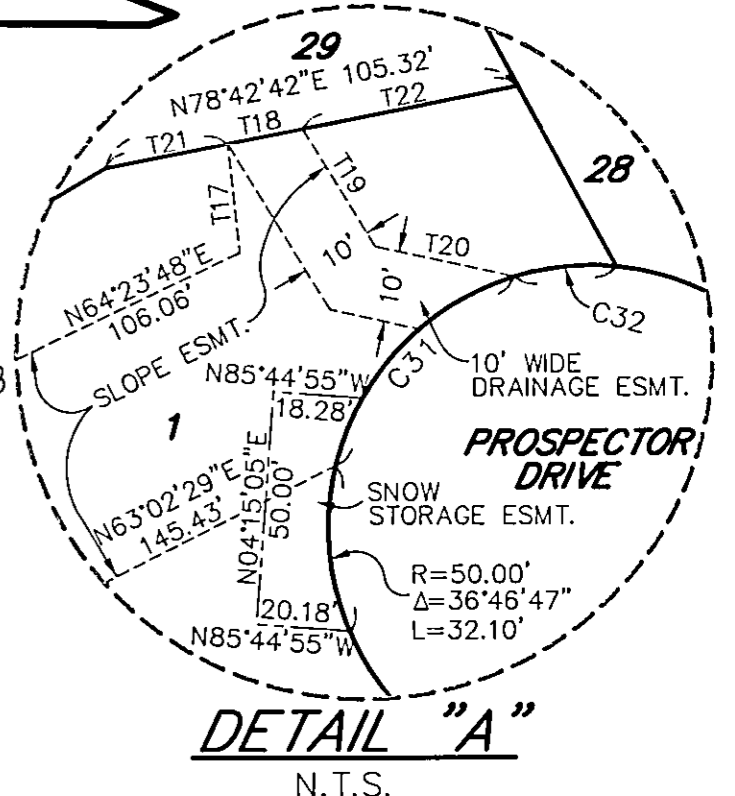 29
N78°42'42"E 105.32'
T21
T18
T22
T17
T19
T20
28
10'
10'
N64°23'48"E
106.06'
SLOPE ESMT.
C31
C32
10' WIDE
DRAINAGE ESMT.
N85°44'55"W
18.28'
1
PROSPECTOR
DRIVE
N63°02'29"E
145.43'
N04°15'05"E
50.00'
SNOW
STORAGE ESMT.
R=50.00'
Δ=36°46'47"
L=32.10'
20.18'
N85°44'55"W
DETAIL "A"
N.T.S.